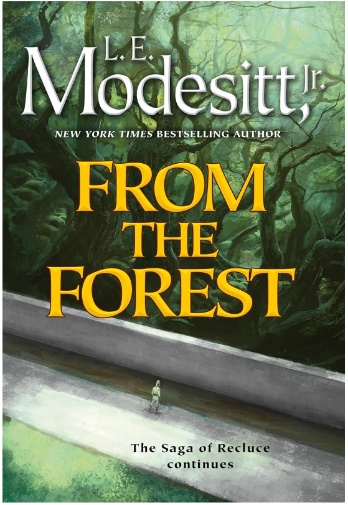 L. E.
Modesitt, Jr.
NEW YORK TIMES BESTSELLING AUTHOR
FROM
THE
FOREST
The Saga of Recluce
continues